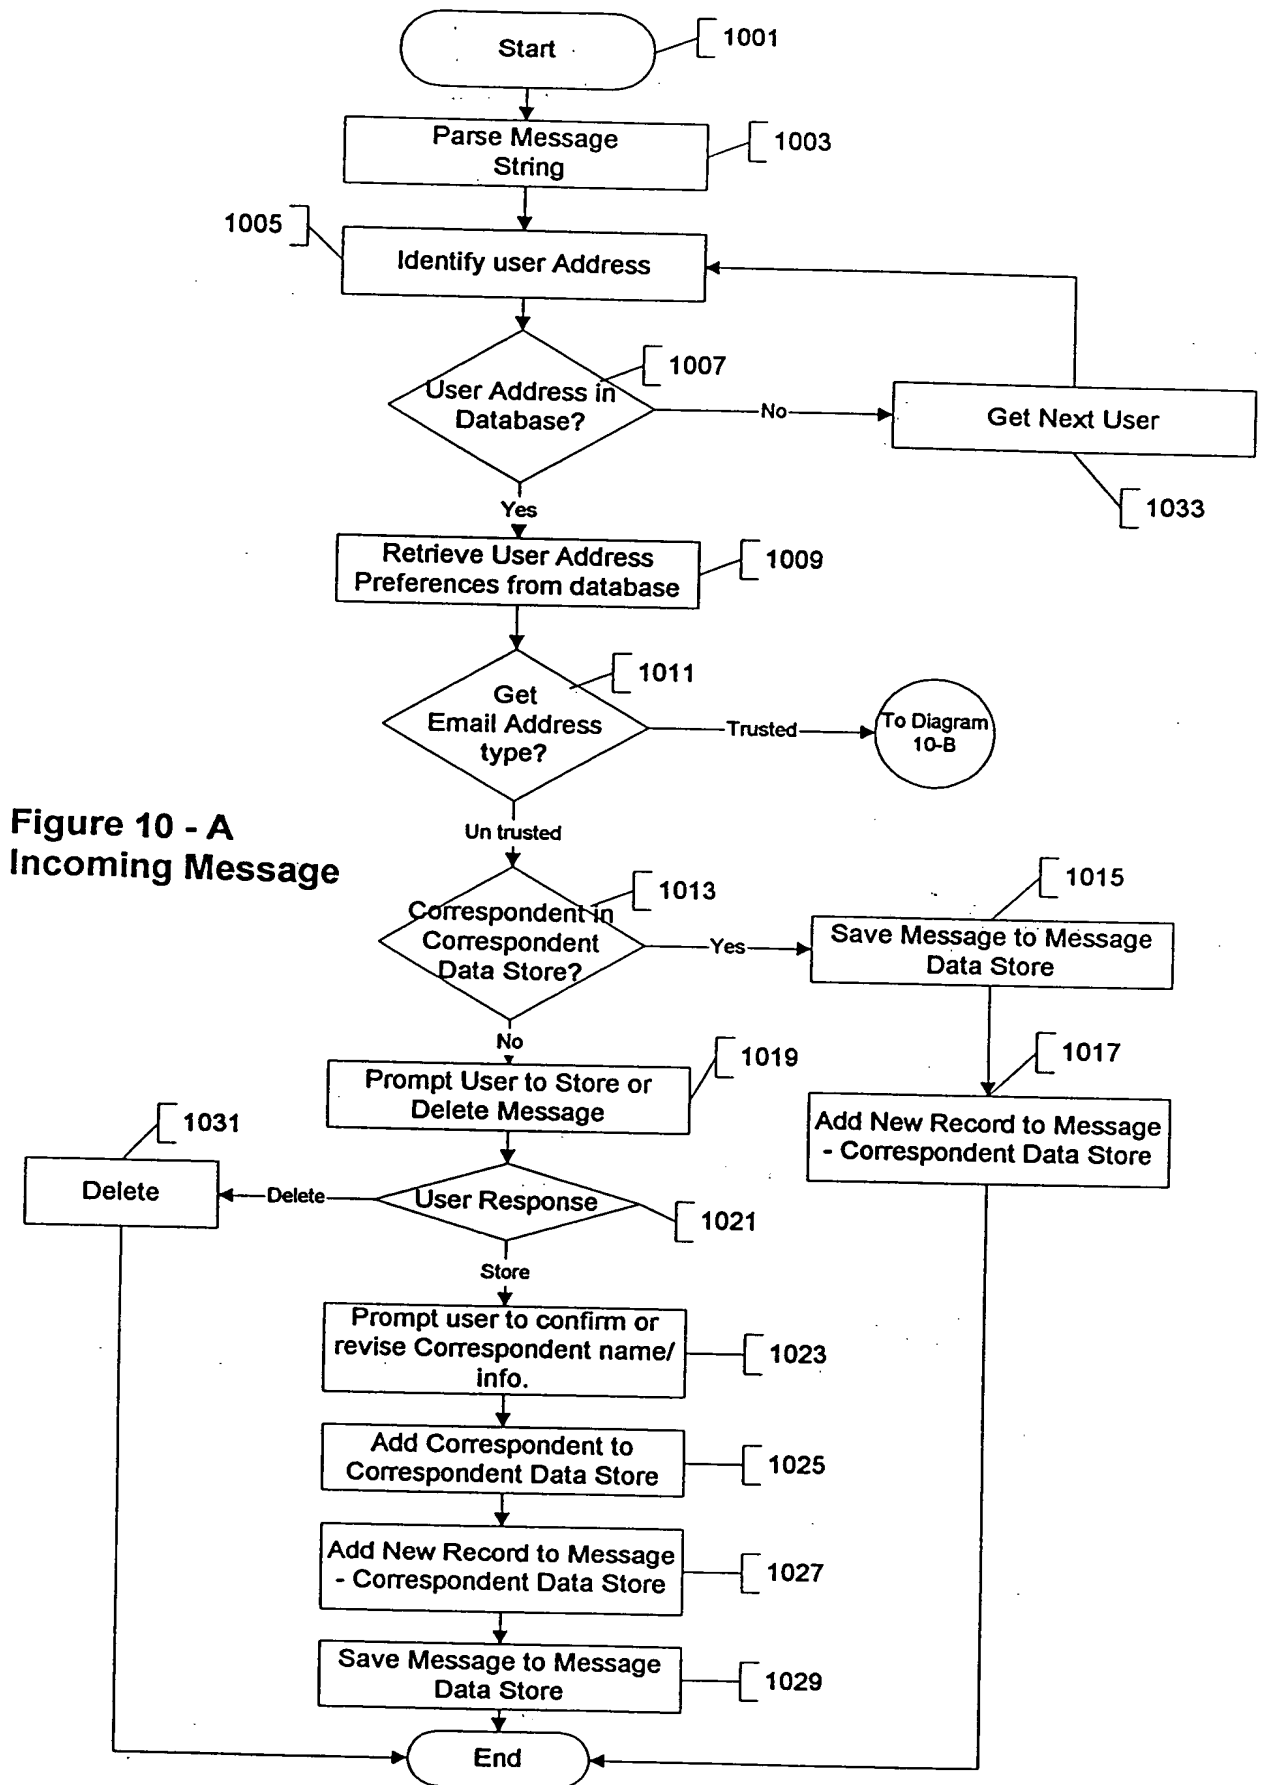 Start
1001
Parse Message
String
1003
1005
Identify user Address
1007
User Address in
Database?
No
Get Next User
1033
Yes
Retrieve User Address
Preferences from database
1009
1011
Get
Email Address
type?
Trusted
To Diagram
10-B
Figure 10 - A
Incoming Message
Un trusted
1013
Correspondent in
Correspondent
Data Store?
Yes
1015
Save Message to Message
Data Store
No
1017
Add New Record to Message
- Correspondent Data Store
1019
Prompt User to Store or
Delete Message
1031
Delete
Delete
User Response
1021
Store
Prompt user to confirm or
revise Correspondent name/
info.
1023
Add Correspondent to
Correspondent Data Store
1025
Add New Record to Message
- Correspondent Data Store
1027
Save Message to Message
Data Store
1029
End